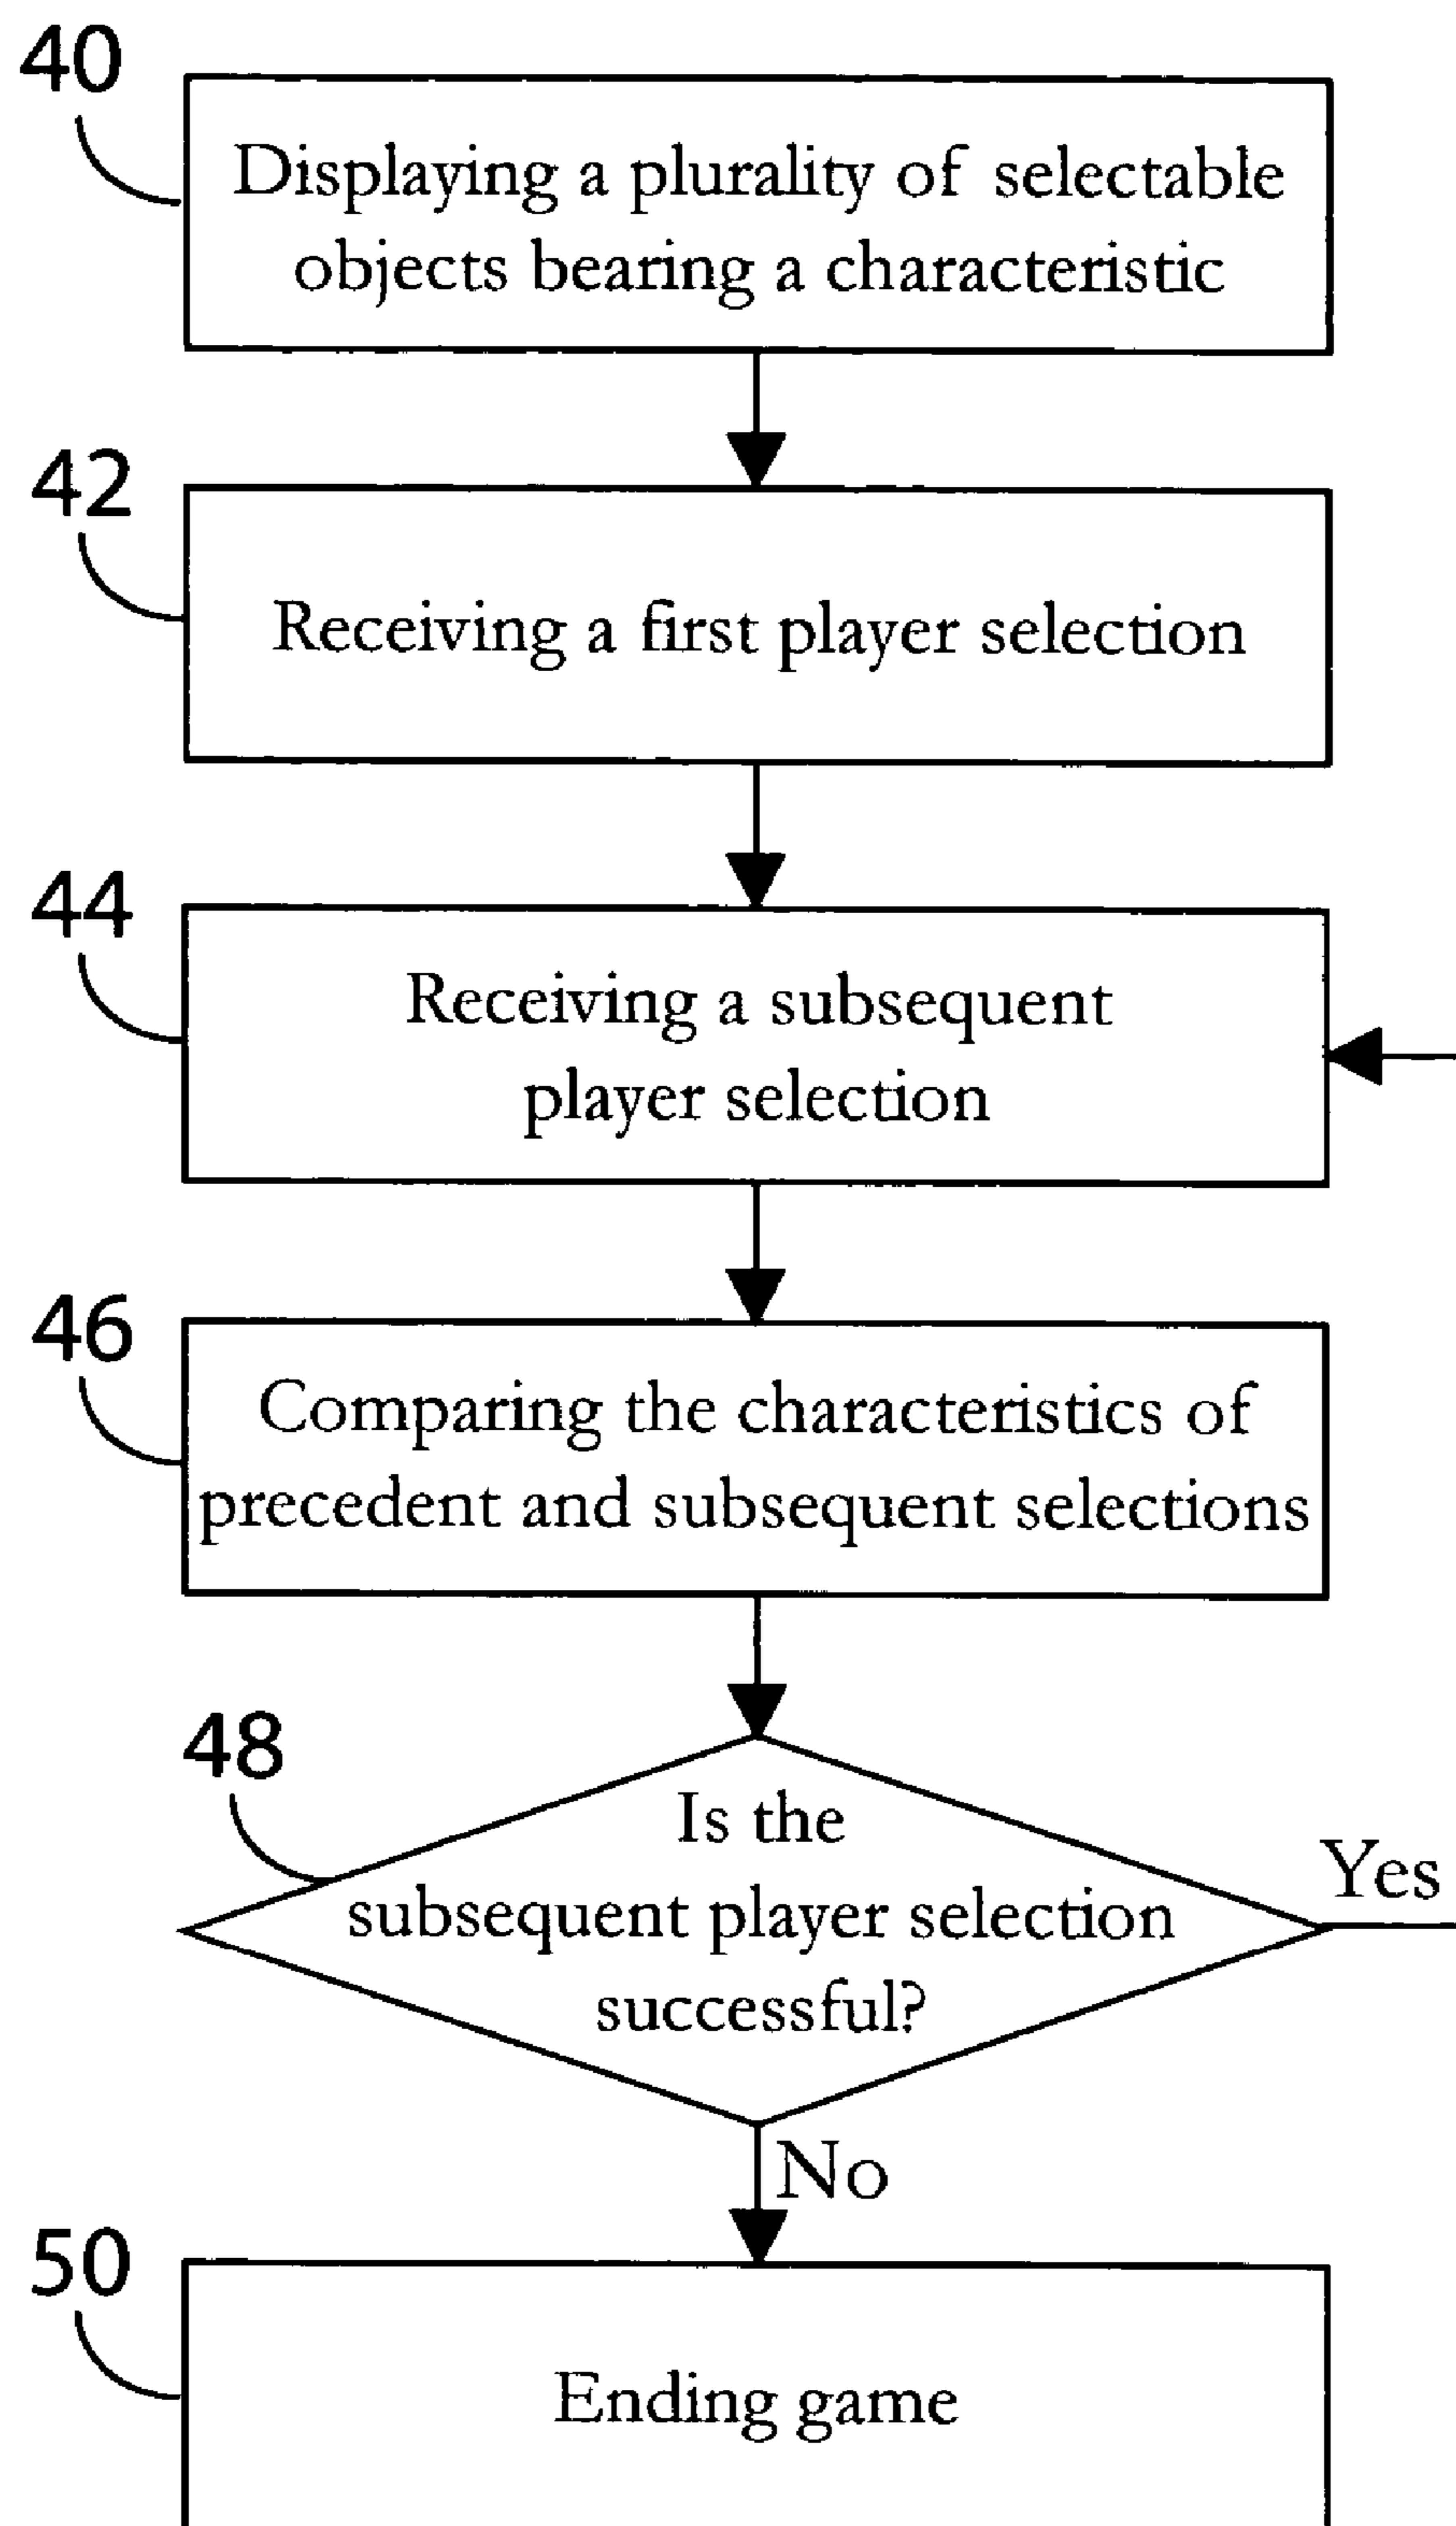 40
Displaying a plurality of selectable
objects bearing a characteristic
42
Receiving a first player selection
44
Receiving a subsequent
player selection
46
Comparing the characteristics of
precedent and subsequent selections
48
Is the
subsequent player selection
successful?
Yes
No
50
Ending game